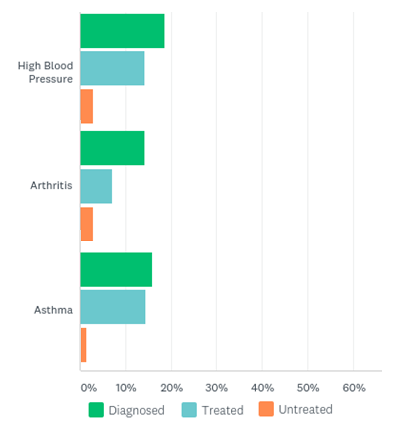 High Blood
Pressure
Arthritis
Asthma
0% 10% 20% 30% 40% 50% 60%
Diagnosed Treated Untreated